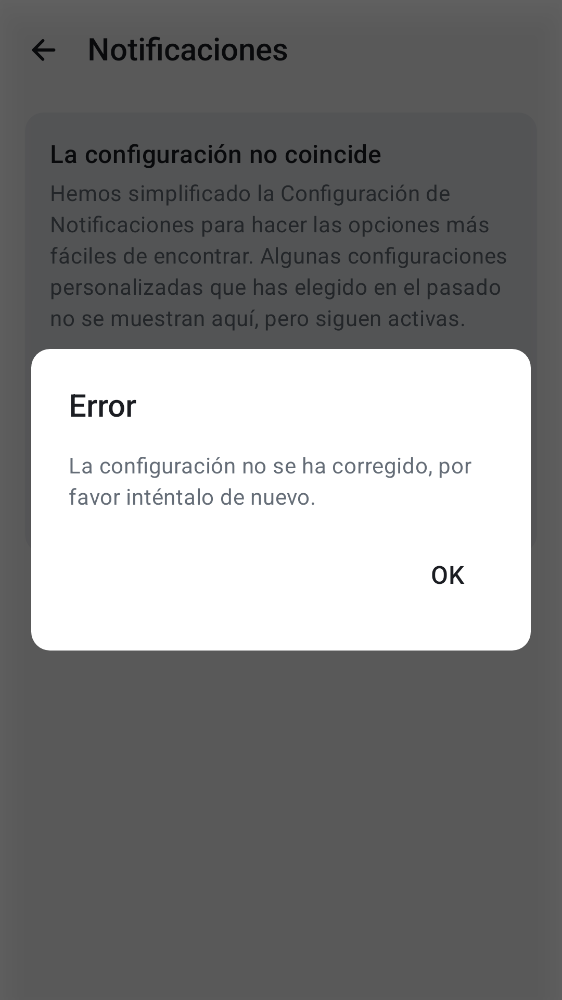 Notificaciones
La configuración no coincide
Hemos simplificado la Configuración de
Notificaciones para hacer las opciones más
fáciles de encontrar. Algunas configuraciones
personalizadas que has elegido en el pasado
no se muestran aquí, pero siguen activas.
Error
La configuración no se ha corregido, por
favor inténtalo de nuevo.
OK